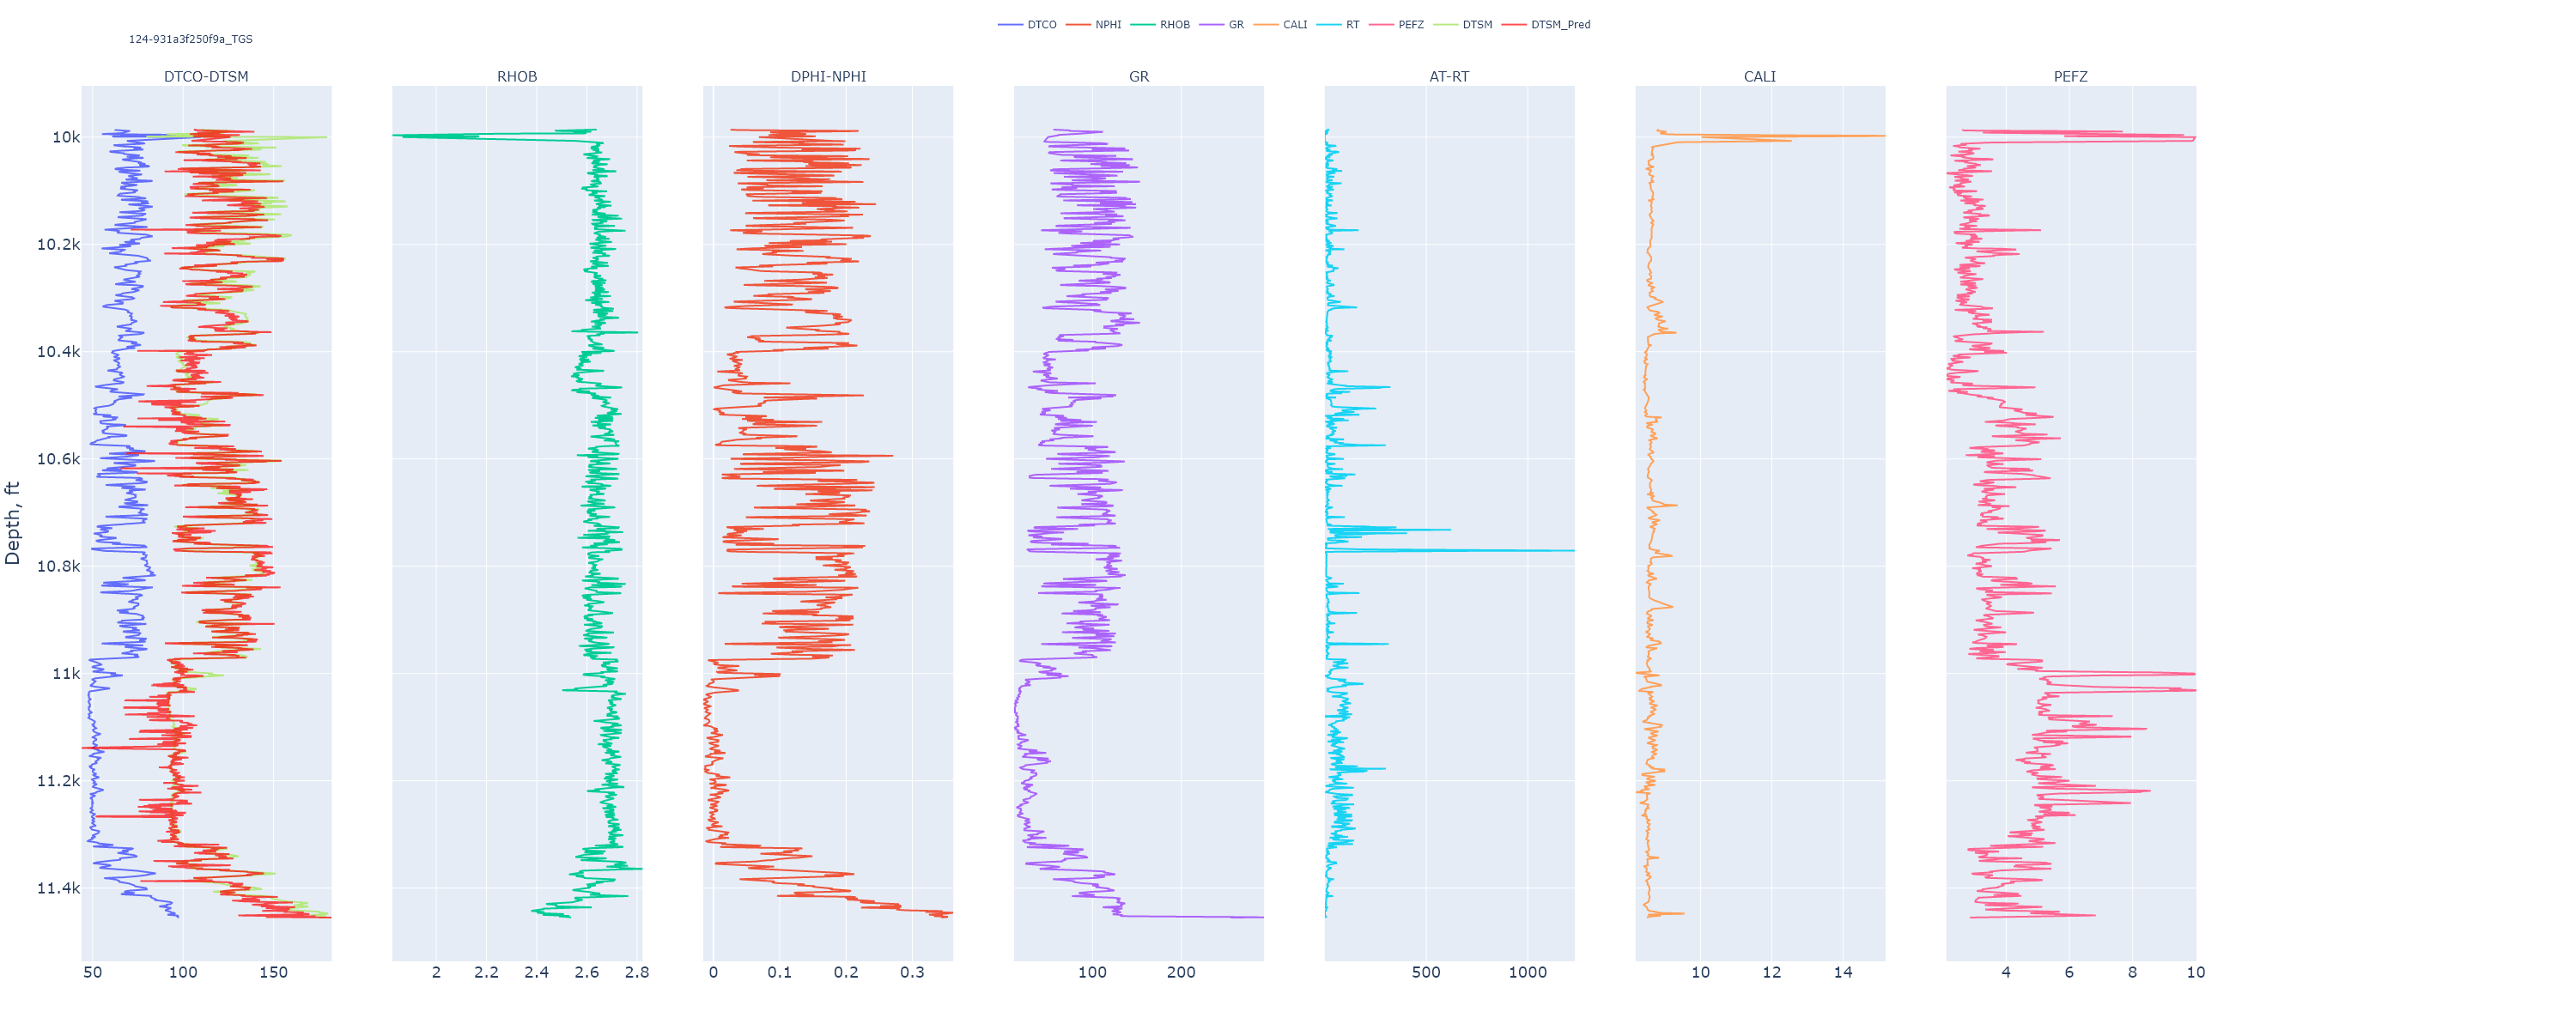 DTCO NPHI RHOB GR CALI RT PEFZ DTSM DTSM_Pred
124-931a3f250f9a_TGS
DTCO-DTSM RHOB DPHI-NPHI GR AT-RT CALI PEFZ
10k
10.2k
10.4k
10.6k
10.8k
11k
11.2k
11.4k
Depth, ft
50 100 150 2 2.2 2.4 2.6 2.8 0 0.1 0.2 0.3 100 200 500 1000 10 12 14 4 6 8 10